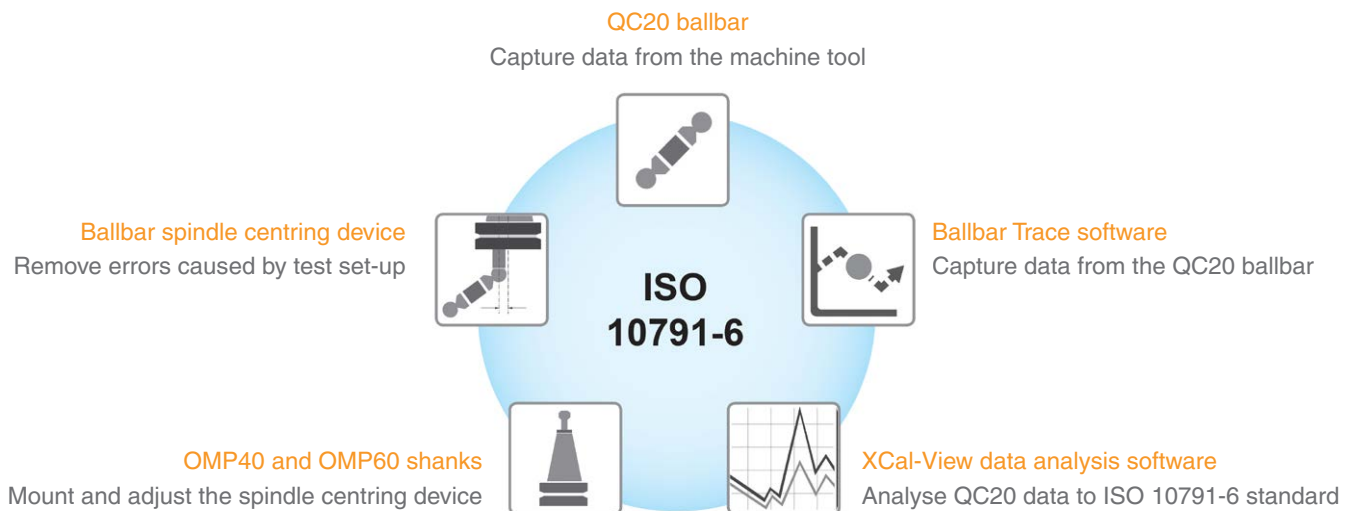 QC20 ballbar
Capture data from the machine tool
Ballbar spindle centring device
Remove errors caused by test set-up
Ballbar Trace software
Capture data from the QC20 ballbar
ISO
10791-6
OMP40 and OMP60 shanks
Mount and adjust the spindle centring device
XCal-View data analysis software
Analyse QC20 data to ISO 10791-6 standard